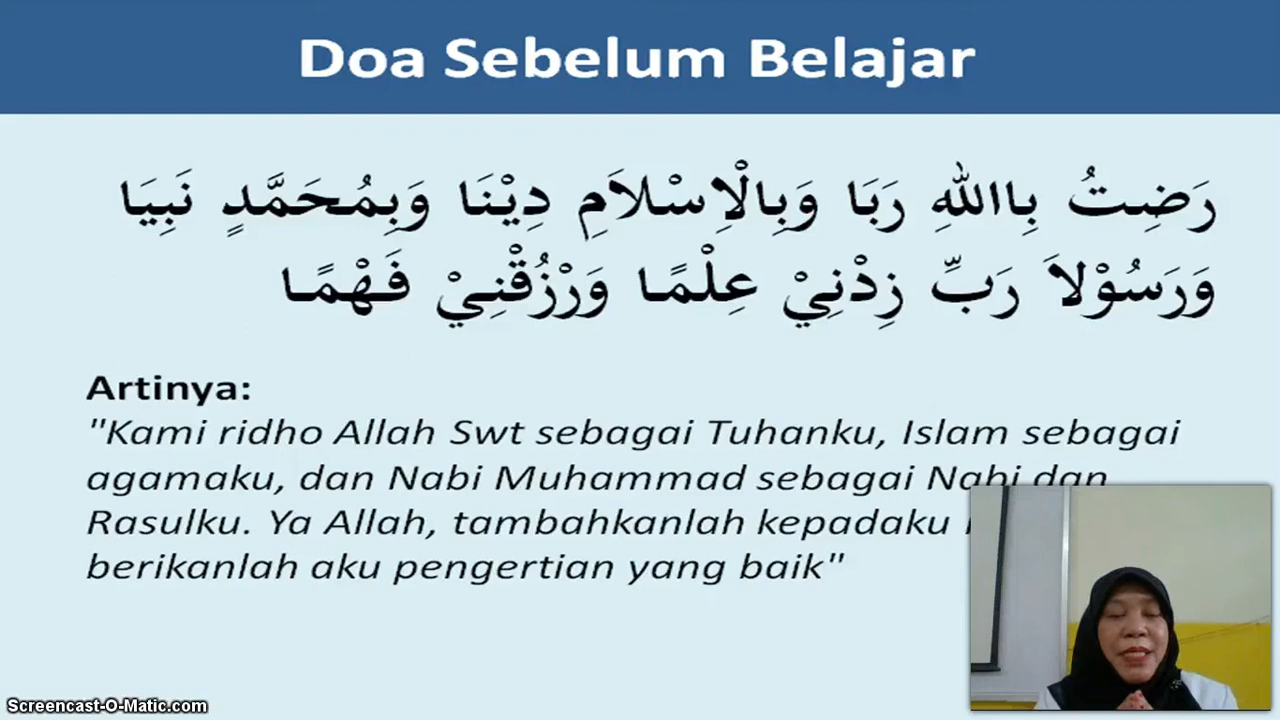 Doa Sebelum Belajar
رَضِتُ بِااللهِ رَبَا وَبِالْاِسْلاَمِ دِيْنَا وَبِمُحَمَّدٍ نَبِيَا
وَرَسُوْلاَ رَبِّ زِدْنِيْ عِلْمًا وَرْزُقْنِيْ فَهْمًا
Artinya:
"Kami ridho Allah Swt sebagai Tuhanku, Islam sebagai
agamaku, dan Nabi Muhammad sebagai Nabi dan
Rasulku. Ya Allah, tambahkanlah kepadaku
berikanlah aku pengertian yang baik"
Screencast-O-Matic.com